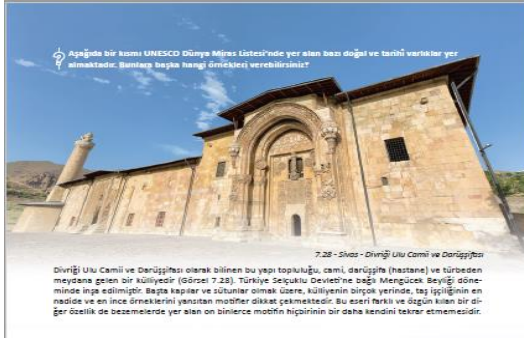 Aşağıda bir kısmı UNESCO Dünya Miras Listesi'nde yer alan bazı doğal ve tarihî varlıklar yer
almaktadır. Bunlara başka hangi örnekleri verebilirsiniz?
7.28 - Sivas - Divriği Ulu Camii ve Darüşşifası
Divriği Ulu Camii ve Darüşşifası olarak bilinen bu yapı topluluğu, cami, darüşşifa (hastane) ve türbeden
meydana gelen bir külliyedir (Görsel 7.28). Türkiye Selçuklu Devleti'ne bağlı Mengücek Beyliği döne-
minde inşa edilmiştir. Başta kapılar ve sütunlar olmak üzere, külliyenin birçok yerinde, taş işçiliğinin en
nadide ve en ince örneklerini yansıtan motifler dikkat çekmektedir. Bu eseri farklı ve özgün kılan bir di-
ğer özellik de bezemelerde yer alan on binlerce motifin hiçbirinin bir daha kendini tekrar etmemesidir.